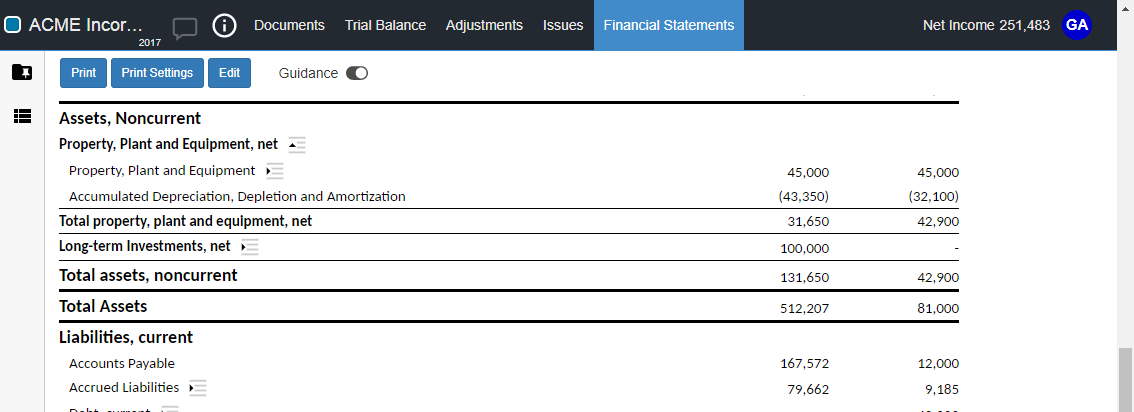 ACME Incor... 2017 Documents Trial Balance Adjustments Issues Financial Statements Net Income 251,483 GA
Print Print Settings Edit Guidance
Assets, Noncurrent
Property, Plant and Equipment, net
Property, Plant and Equipment 45,000 45,000
Accumulated Depreciation, Depletion and Amortization (43,350) (32,100)
Total property, plant and equipment, net 31,650 42,900
Long-term Investments, net 100,000 -
Total assets, noncurrent 131,650 42,900
Total Assets 512,207 81,000
Liabilities, current
Accounts Payable 167,572 12,000
Accrued Liabilities 79,662 9,185